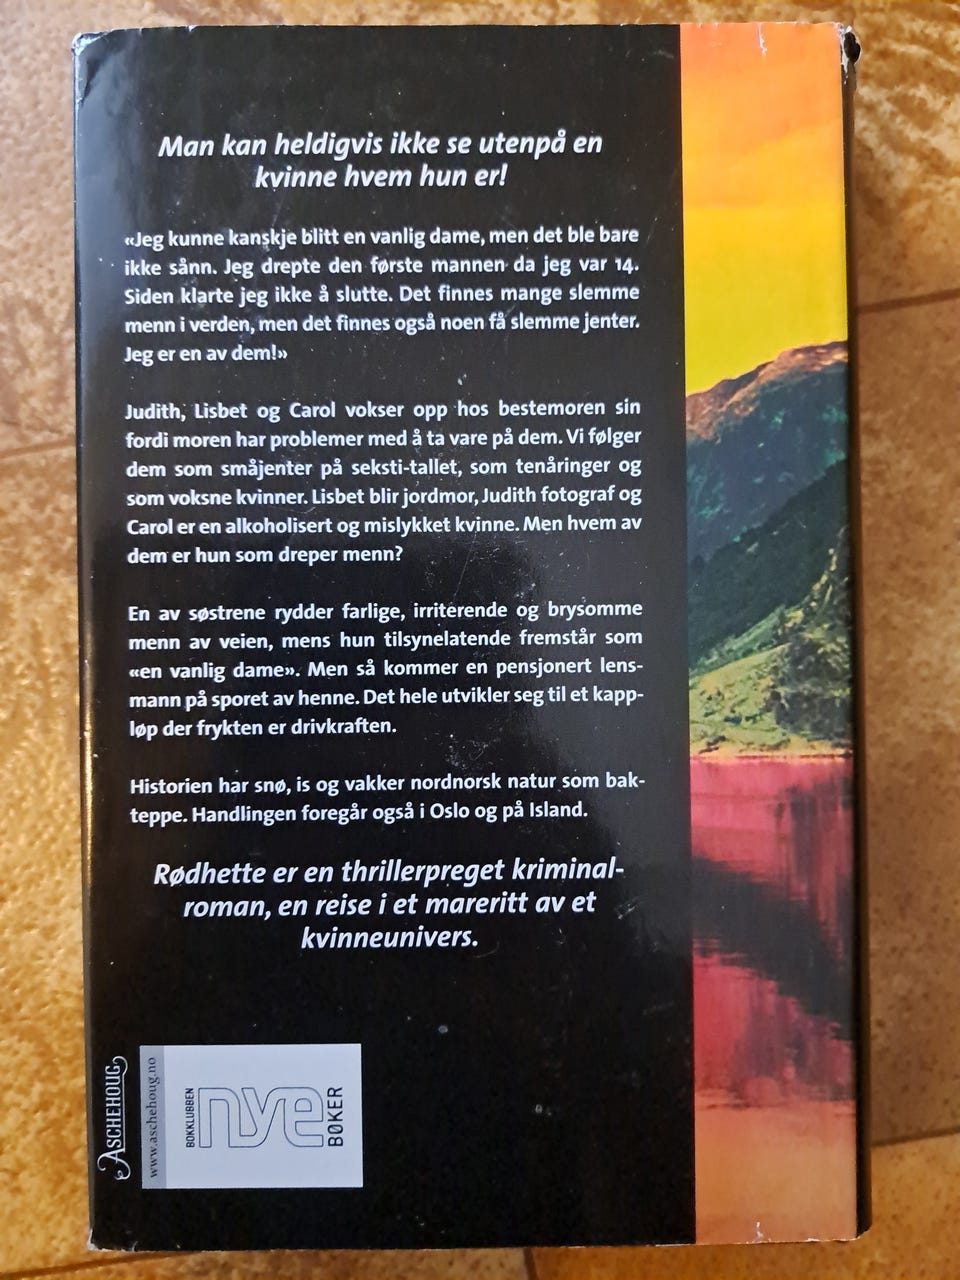 Man kan heldigvis ikke se utenpå en
kvinne hvem hun er!
«Jeg kunne kanskje blitt en vanlig dame, men det ble bare
ikke sånn. Jeg drepte den første mannen da jeg var 14.
Siden klarte jeg ikke å slutte. Det finnes mange slemme
menn i verden, men det finnes også noen få slemme jenter.
Jeg er en av dem!»
Judith, Lisbet og Carol vokser opp hos bestemoren sin
fordi moren har problemer med å ta vare på dem. Vi følger
dem som småjenter på seksti-tallet, som tenåringer og
som voksne kvinner. Lisbet blir jordmor, Judith fotograf og
Carol er en alkoholisert og mislykket kvinne. Men hvem av
dem er hun som dreper menn?
En av søstrene rydder farlige, irriterende og brysomme
menn av veien, mens hun tilsynelatende fremstår som
«en vanlig dame». Men så kommer en pensjonert lens-
mann på sporet av henne. Det hele utvikler seg til et kapp-
løp der frykten er drivkraften.
Historien har snø, is og vakker nordnorsk natur som bak-
teppe. Handlingen foregår også i Oslo og på Island.
Rødhette er en thrillerpreget kriminal-
roman, en reise i et mareritt av et
kvinneunivers.
ASCHEHOUG
www.aschehoug.no
BOKKLUBBEN
nye
BØKER